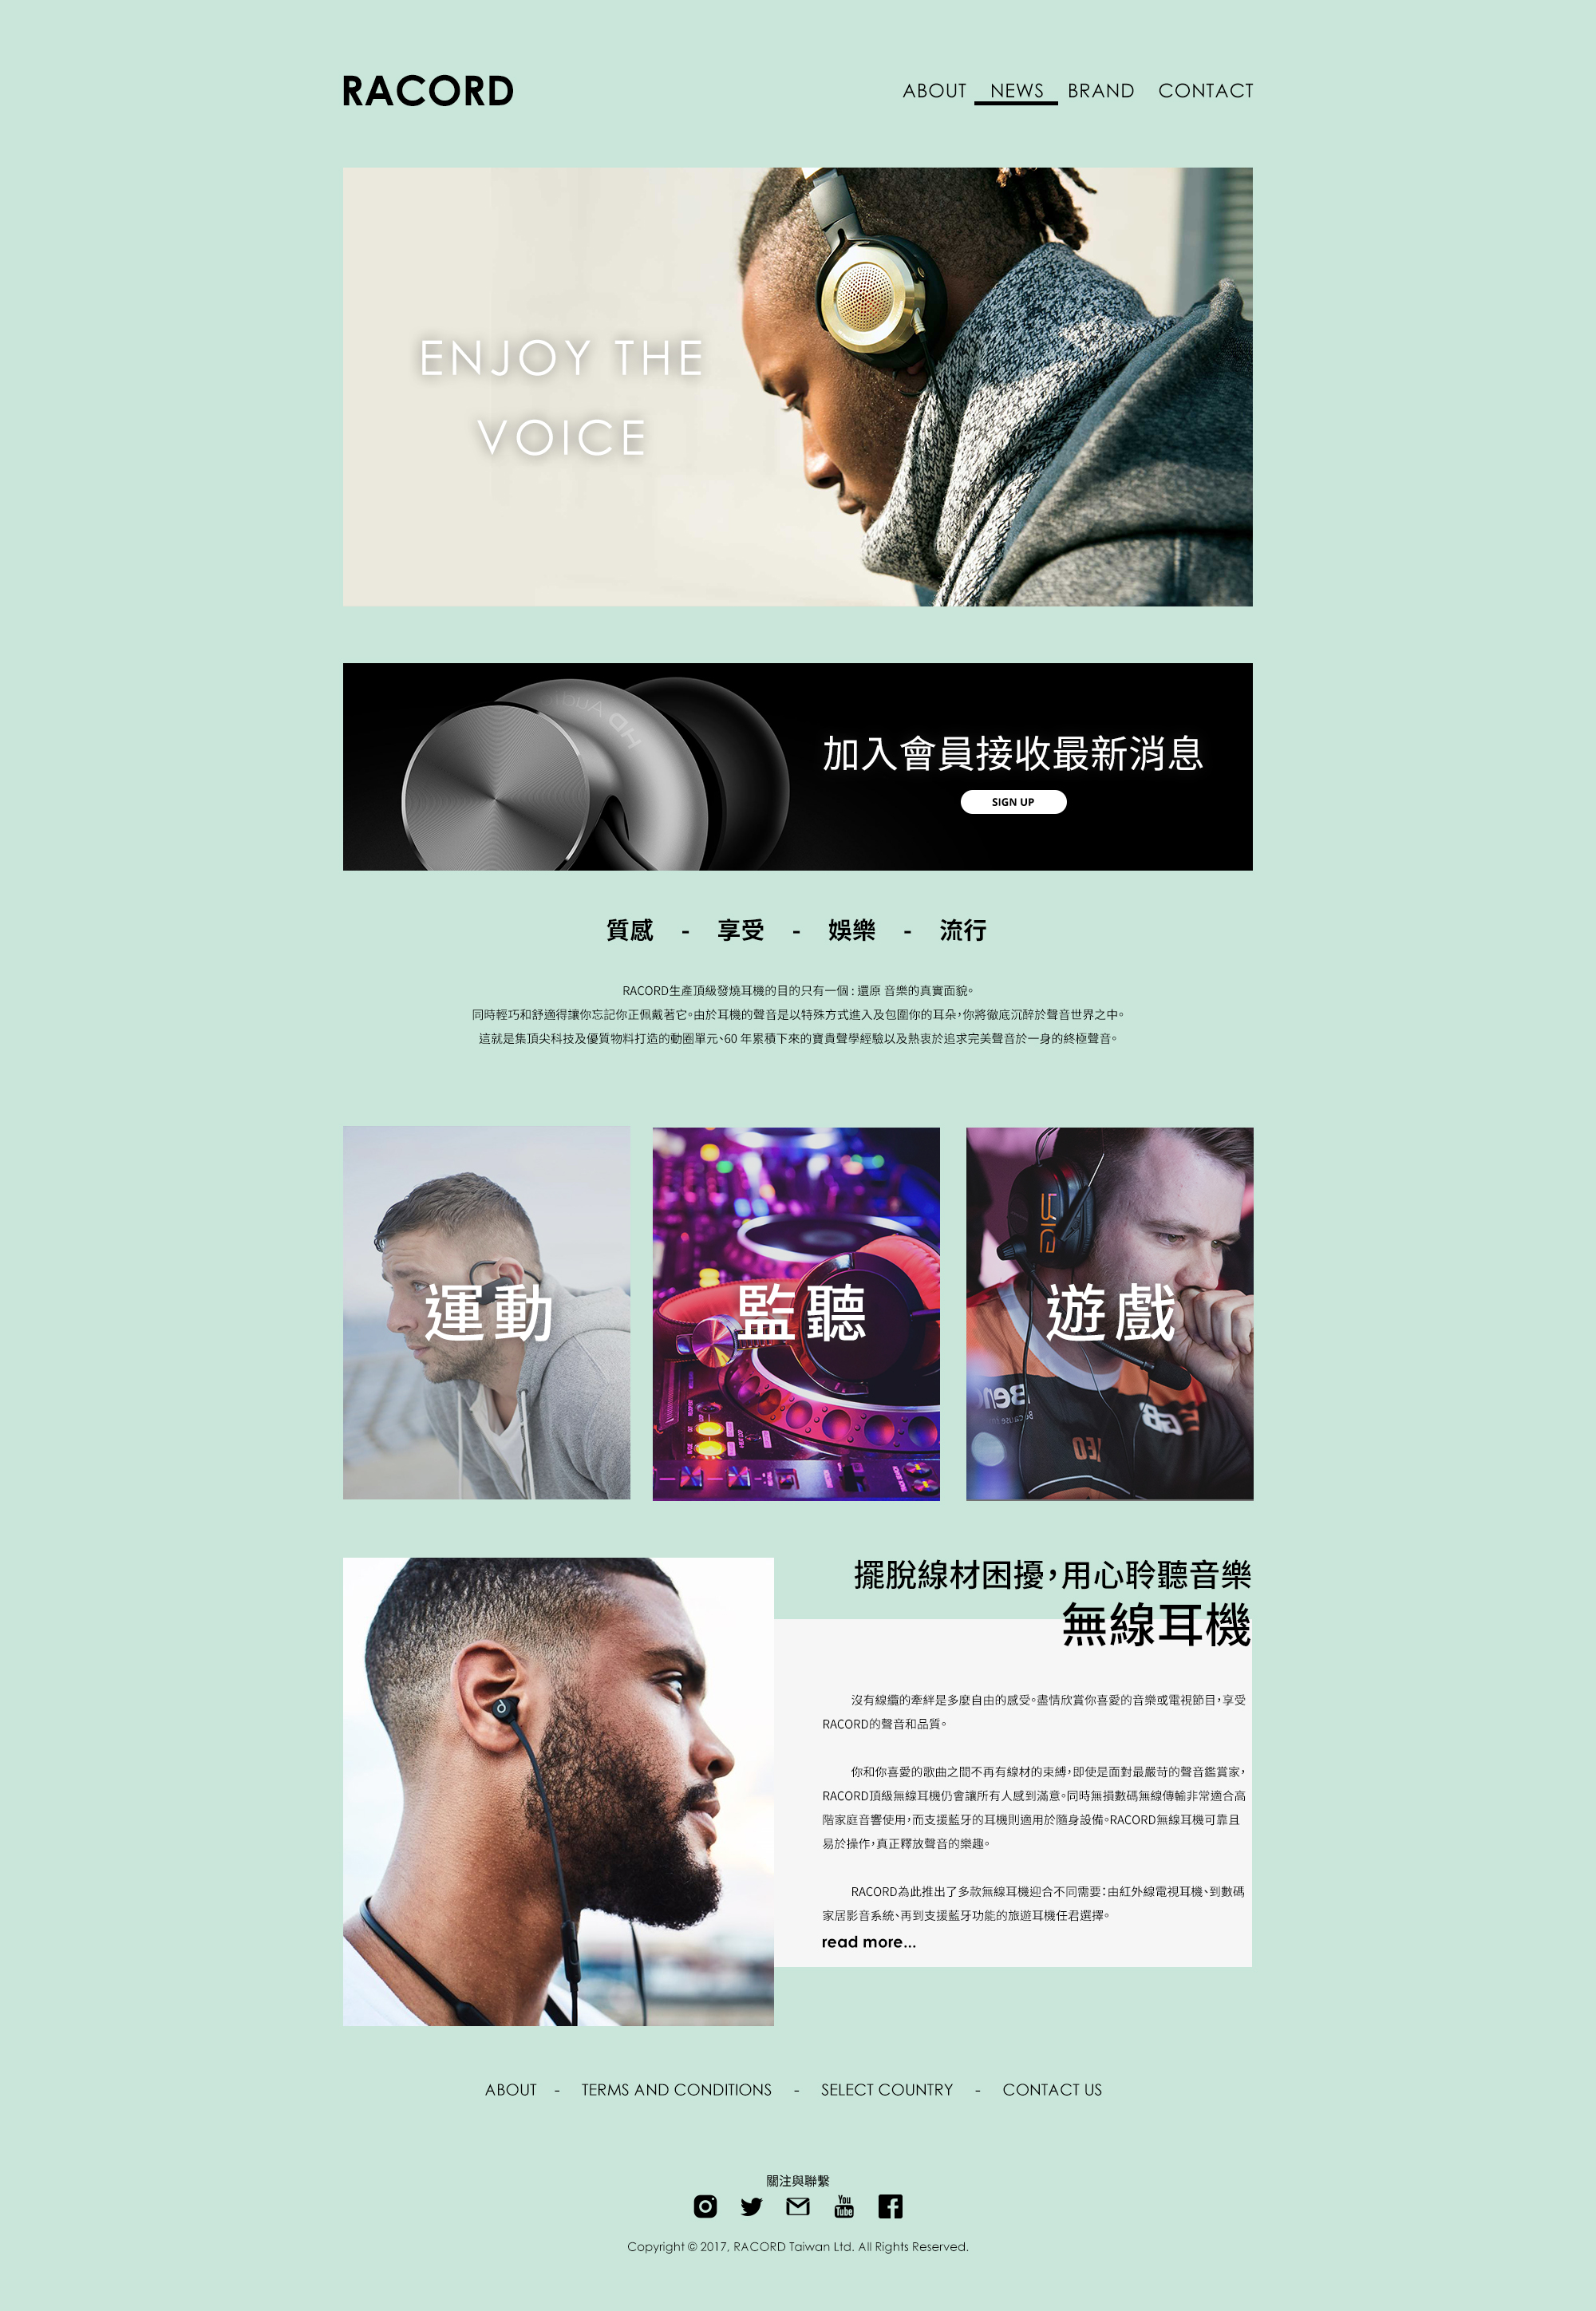 RACORD
ABOUT NEWS BRAND CONTACT
ENJOY THE
VOICE
HD Aud
加入會員接收最新消息
SIGN UP
質感 - 享受 - 娛樂 - 流行
RACORD生產頂級發燒耳機的目的只有一個 : 還原 音樂的真實面貌。
同時輕巧和舒適得讓你忘記你正佩戴著它。由於耳機的聲音是以特殊方式進入及包圍你的耳朵，你將徹底沉醉於聲音世界之中。
這就是集頂尖科技及優質物料打造的動圈單元、60 年累積下來的寶貴聲學經驗以及熱衷於追求完美聲音於一身的終極聲音。
運動
監聽
遊戲
擺脫線材困擾，用心聆聽音樂
無線耳機
沒有線纜的牽絆是多麼自由的感受。盡情欣賞你喜愛的音樂或電視節目，享受
RACORD的聲音和品質。
你和你喜愛的歌曲之間不再有線材的束縛，即使是面對最嚴苛的聲音鑑賞家，
RACORD頂級無線耳機仍會讓所有人感到滿意。同時無損數碼無線傳輸非常適合高
階家庭音響使用，而支援藍牙的耳機則適用於隨身設備。RACORD無線耳機可靠且
易於操作，真正釋放聲音的樂趣。
RACORD為此推出了多款無線耳機迎合不同需要：由紅外線電視耳機、到數碼
家居影音系統、再到支援藍牙功能的旅遊耳機任君選擇。
read more...
ABOUT - TERMS AND CONDITIONS - SELECT COUNTRY - CONTACT US
關注與聯繫
You Tube
Copyright © 2017, RACORD Taiwan Ltd. All Rights Reserved.